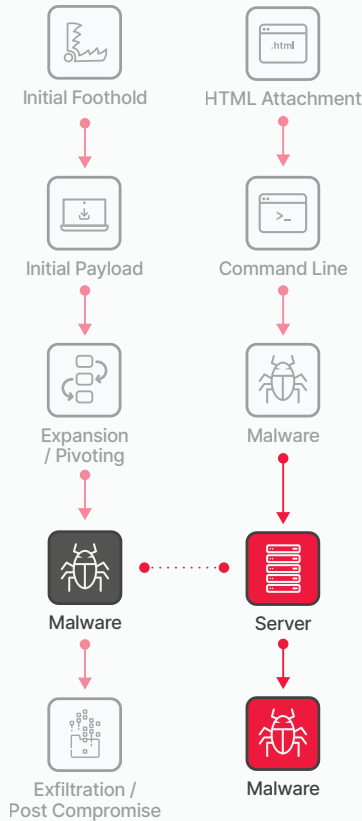 .html
Initial Foothold
HTML Attachment
>_
Initial Payload
Command Line
Expansion
/ Pivoting
Malware
Malware
Server
Exfiltration /
Post Compromise
Malware